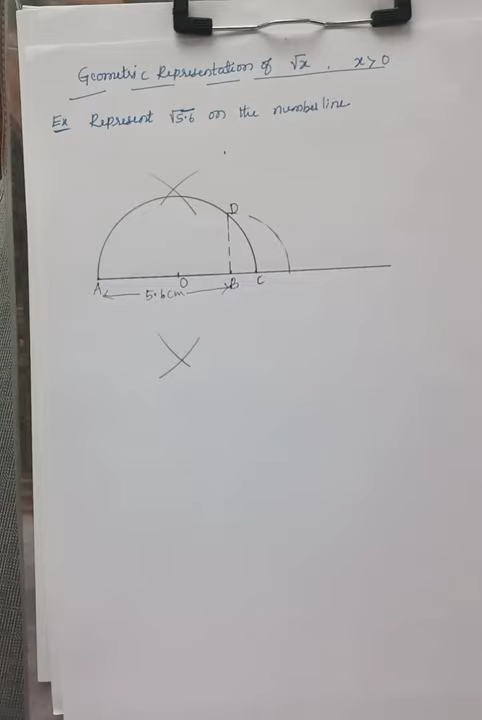 Geometric Representation of √x , x > 0
Ex Represent √5.6 on the number line
D
A O B C
5.6cm